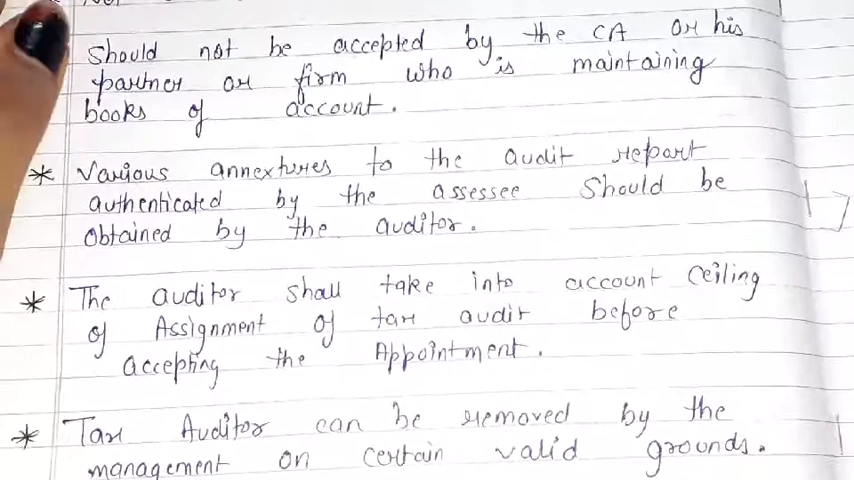 should not be accepted by the CA or his
partner or firm who is maintaining
books of account.
* Various annextures to the audit report
authenticated by the assessee should be
obtained by the auditor.
* The auditor shall take into account ceiling
of Assignment of tax audit before
accepting the Appointment.
* Tax Auditor can be removed by the
management on certain valid grounds.